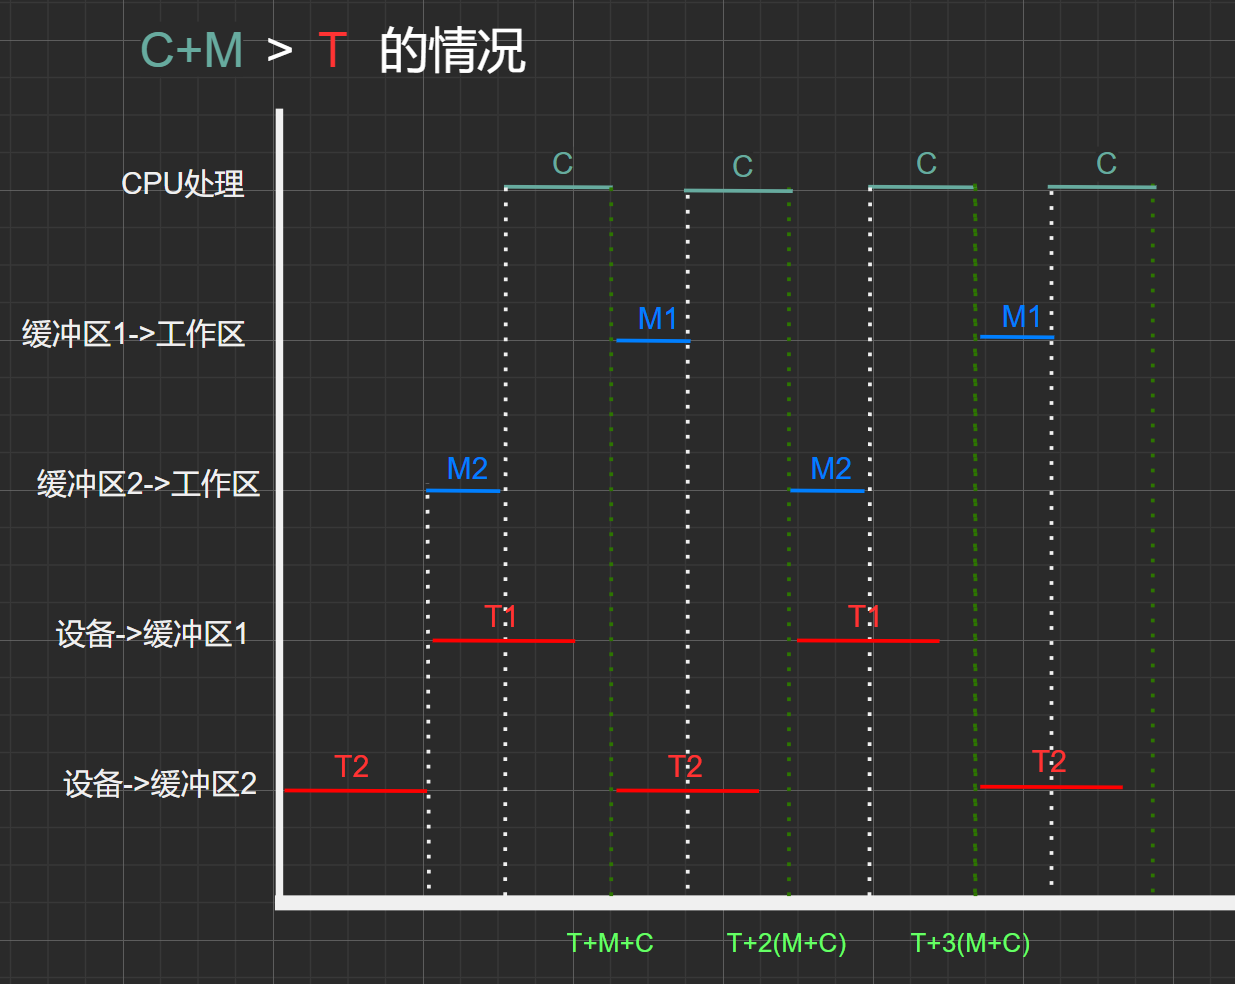 C+M > T 的情况
C
C
C
C
CPU处理
M1
M1
缓冲区1->工作区
M2
M2
缓冲区2->工作区
T1
T1
设备->缓冲区1
T2
T2
T2
设备->缓冲区2
T+M+C
T+2(M+C)
T+3(M+C)